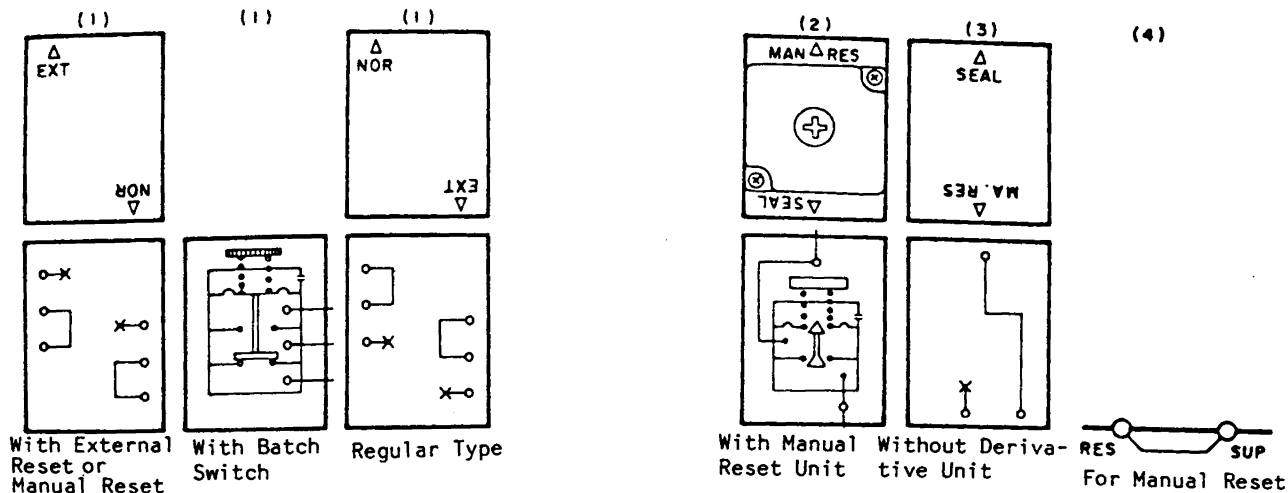 (1)
(1)
(1)
(2)
(3)
(4)
EXT
NOR
NOR
EXT
MAN RES
SEAL
SEAL
MA. RES
With External
Reset or
Manual Reset
With Batch
Switch
Regular Type
With Manual
Reset Unit
Without Deriva-
tive Unit
RES SUP
For Manual Reset